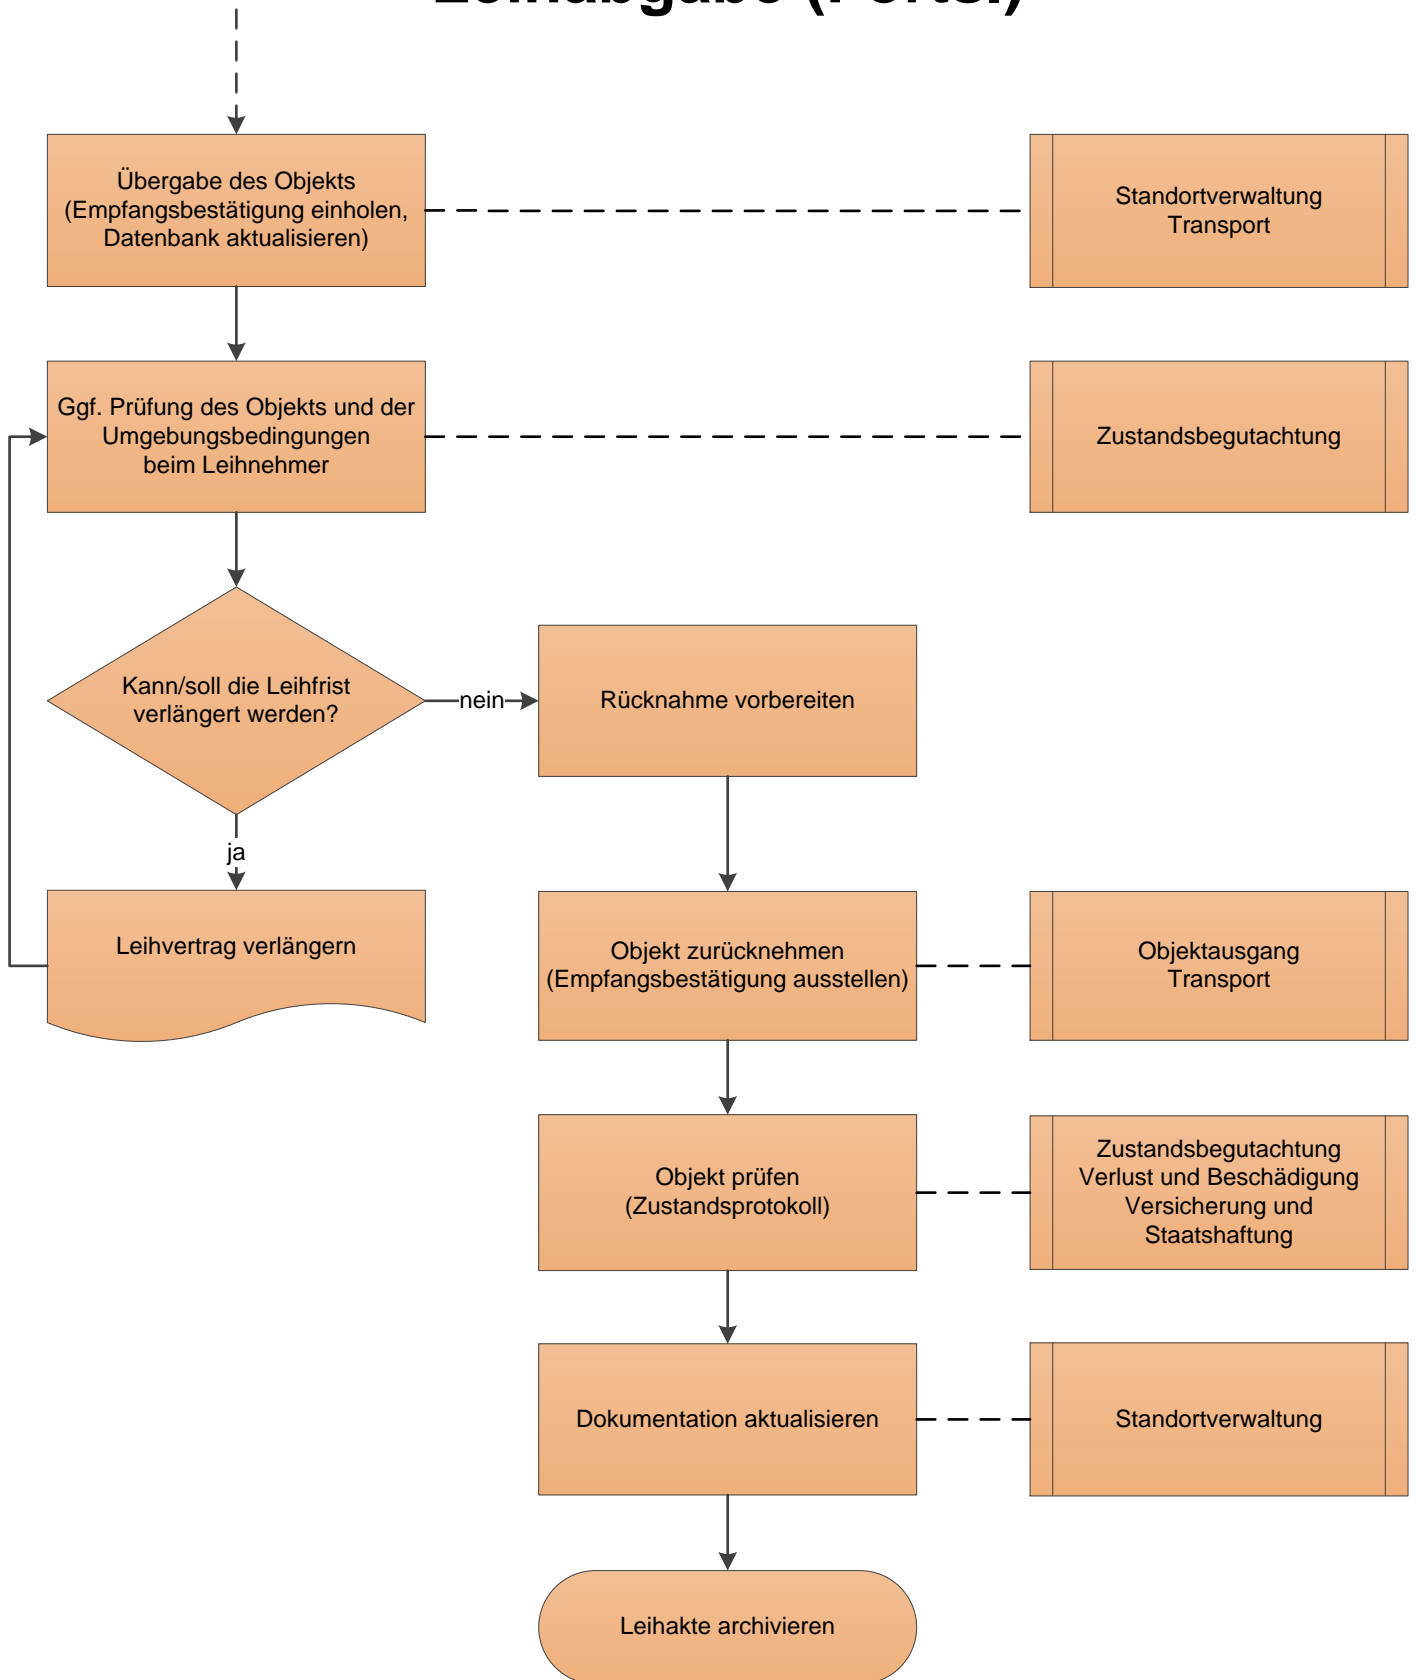 Leihabgabe (Forts.)
Übergabe des Objekts
(Empfangsbestätigung einholen,
Datenbank aktualisieren)
Standortverwaltung
Transport
Ggf. Prüfung des Objekts und der
Umgebungsbedingungen
beim Leihnehmer
Zustandsbegutachtung
Kann/soll die Leihfrist
verlängert werden?
nein
Rücknahme vorbereiten
ja
Leihvertrag verlängern
Objekt zurücknehmen
(Empfangsbestätigung ausstellen)
Objektausgang
Transport
Objekt prüfen
(Zustandsprotokoll)
Zustandsbegutachtung
Verlust und Beschädigung
Versicherung und
Staatshaftung
Dokumentation aktualisieren
Standortverwaltung
Leihakte archivieren